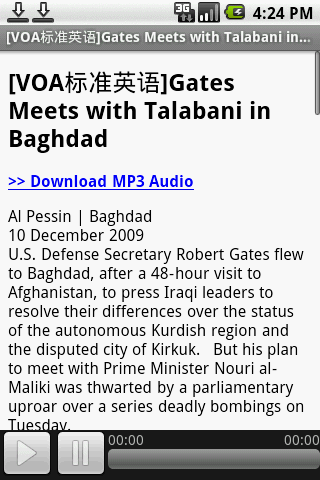 3G
4:24 PM
[VOA标准英语]Gates Meets with Talabani in...
[VOA标准英语]Gates
Meets with Talabani in
Baghdad
>> Download MP3 Audio
Al Pessin | Baghdad
10 December 2009
U.S. Defense Secretary Robert Gates flew
to Baghdad, after a 48-hour visit to
Afghanistan, to press Iraqi leaders to
resolve their differences over the status
of the autonomous Kurdish region and
the disputed city of Kirkuk.   But his plan
to meet with Prime Minister Nouri al-
Maliki was thwarted by a parliamentary
uproar over a series deadly bombings on
Tuesday.
00:00
00:00